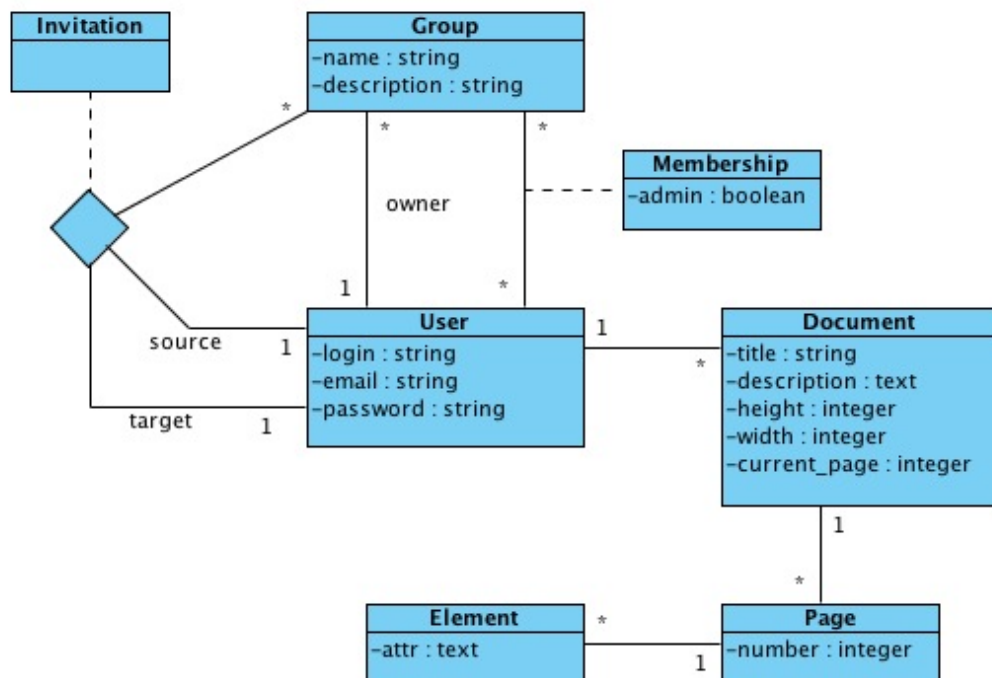 Invitation
Group
-name : string
-description : string
*
*
*
Membership
-admin : boolean
owner
1
*
User
-login : string
-email : string
-password : string
source
1
target
1
1
*
Document
-title : string
-description : text
-height : integer
-width : integer
-current_page : integer
1
*
Element
-attr : text
*
1
Page
-number : integer